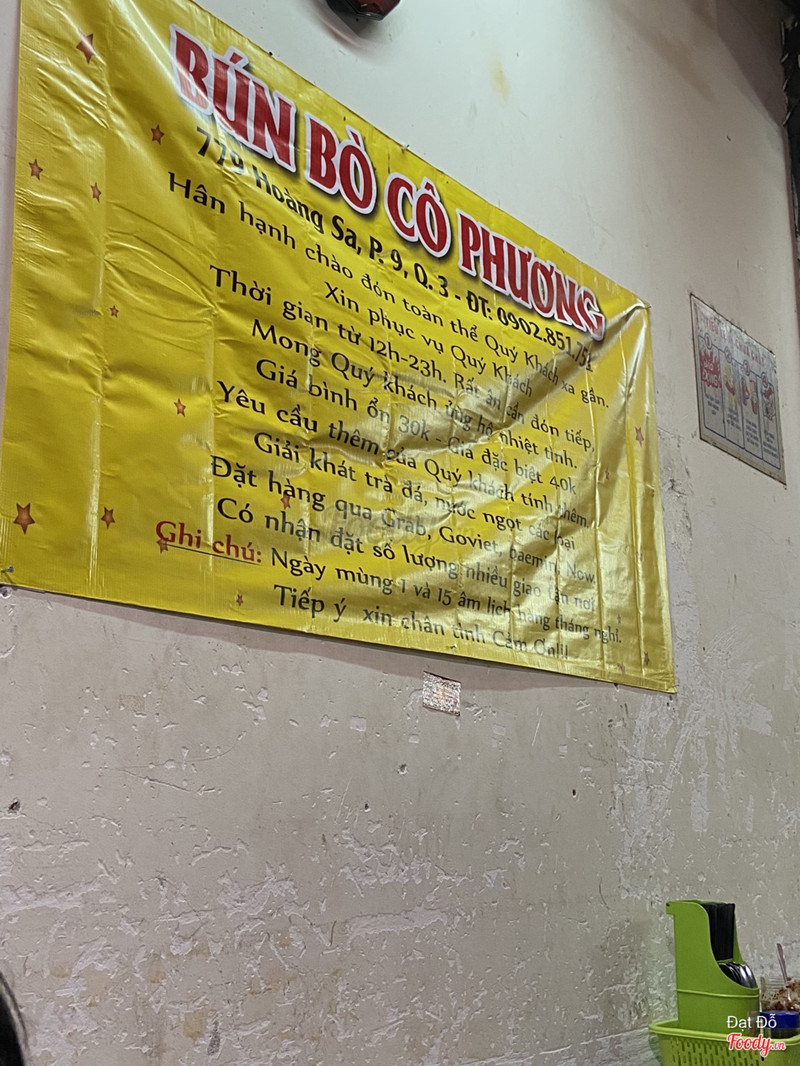 BÚN BÒ CÔ PHƯƠNG
779 Hoàng Sa, P. 9, Q. 3 - ĐT: 0902.851.75
Hân hạnh chào đón toàn thể Quý Khách xa gần.
Xin phục vụ Quý Khách
Thời gian từ 12h-23h. Rất ân cần đón tiếp,
Mong Quý khách ủng hộ nhiệt tình.
Giá bình ổn 30k - Giá đặc biệt 40k
Yêu cầu thêm của Quý khách tính thêm.
Giải khát trà đá, nước ngọt các loại
Đặt hàng qua Grab, Goviet, baemin, Now.
Có nhận đặt số lượng nhiều giao tận nơi
Ghi chú: Ngày mùng 1 và 15 âm lịch hàng tháng nghỉ.
Tiếp ý xin chân tình Cảm Ơn!!
Đạt Đỗ
Foody.vn